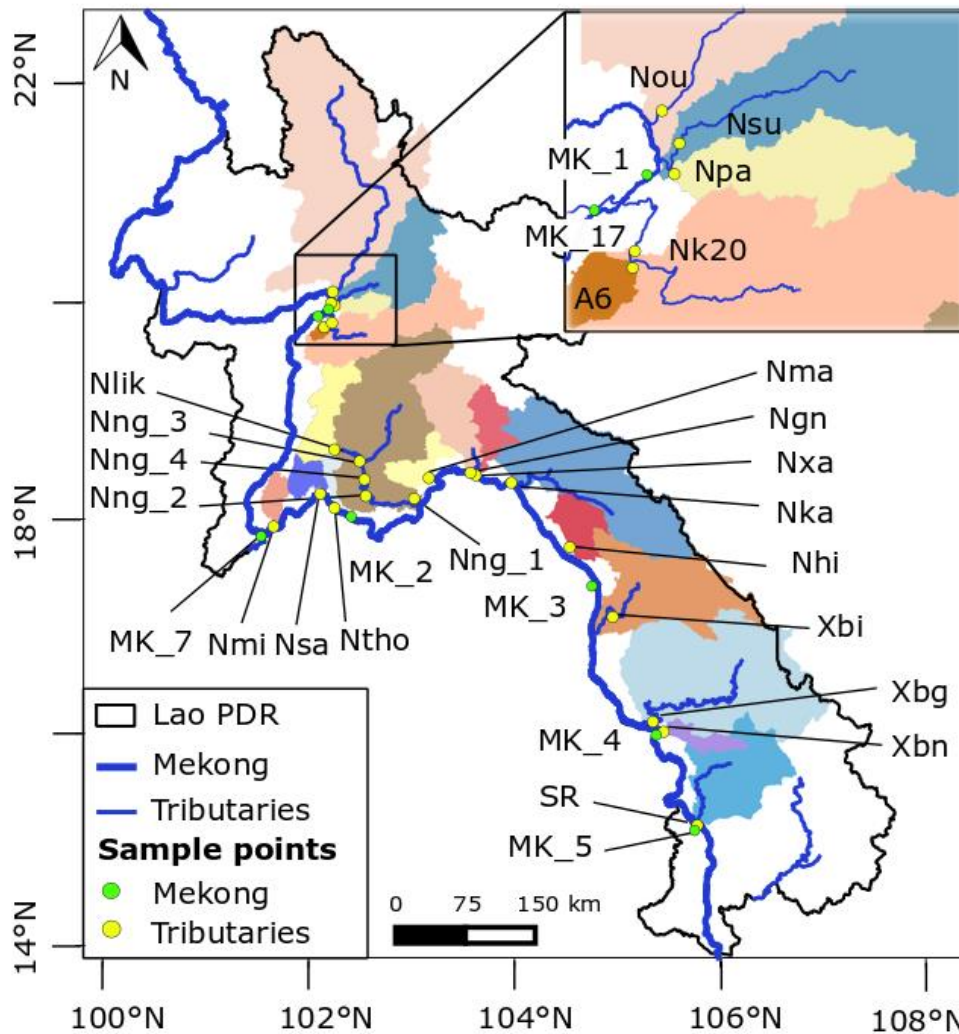 22°N
18°N
14°N
N
Nou
Nsu
MK_1
Npa
MK_17
Nk20
A6
Nlik
Nng_3
Nng_4
Nng_2
Nma
Ngn
Nxa
Nka
Nng_1
Nhi
MK_2
MK_3
MK_7
Nmi
Nsa
Ntho
Xbi
Xbg
MK_4
Xbn
SR
MK_5
Lao PDR
Mekong
Tributaries
Sample points
Mekong
Tributaries
0 75 150 km
100°N 102°N 104°N 106°N 108°N